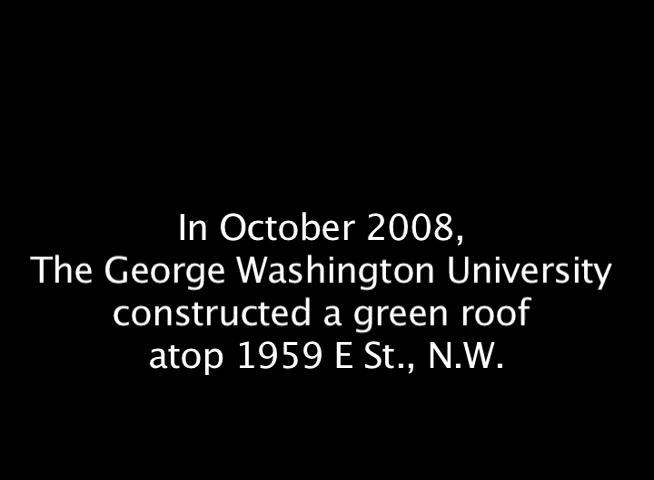 In October 2008,
The George Washington University
constructed a green roof
atop 1959 E St., N.W.